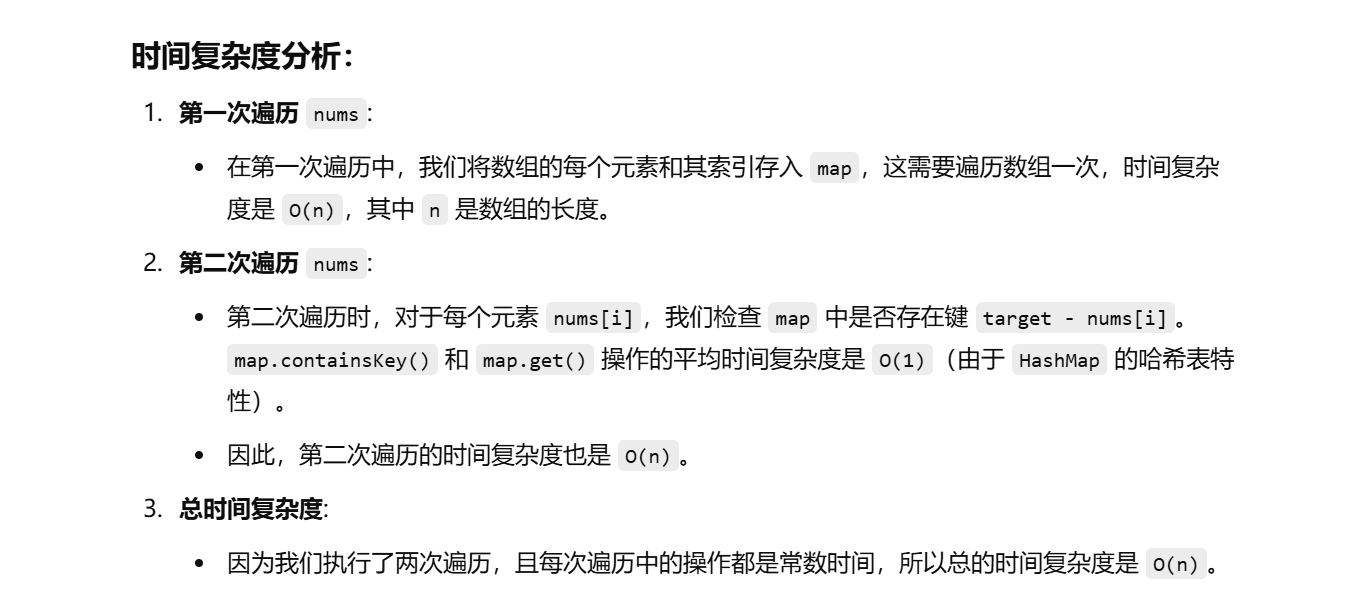 时间复杂度分析：
1. 第一次遍历 nums:
• 在第一次遍历中，我们将数组的每个元素和其索引存入 map，这需要遍历数组一次，时间复杂
度是 O(n)，其中 n 是数组的长度。
2. 第二次遍历 nums:
• 第二次遍历时，对于每个元素 nums[i]，我们检查 map 中是否存在键 target - nums[i]。
map.containsKey() 和 map.get() 操作的平均时间复杂度是 O(1)（由于 HashMap 的哈希表特
性）。
• 因此，第二次遍历的时间复杂度也是 O(n)。
3. 总时间复杂度:
• 因为我们执行了两次遍历，且每次遍历中的操作都是常数时间，所以总的时间复杂度是 O(n)。